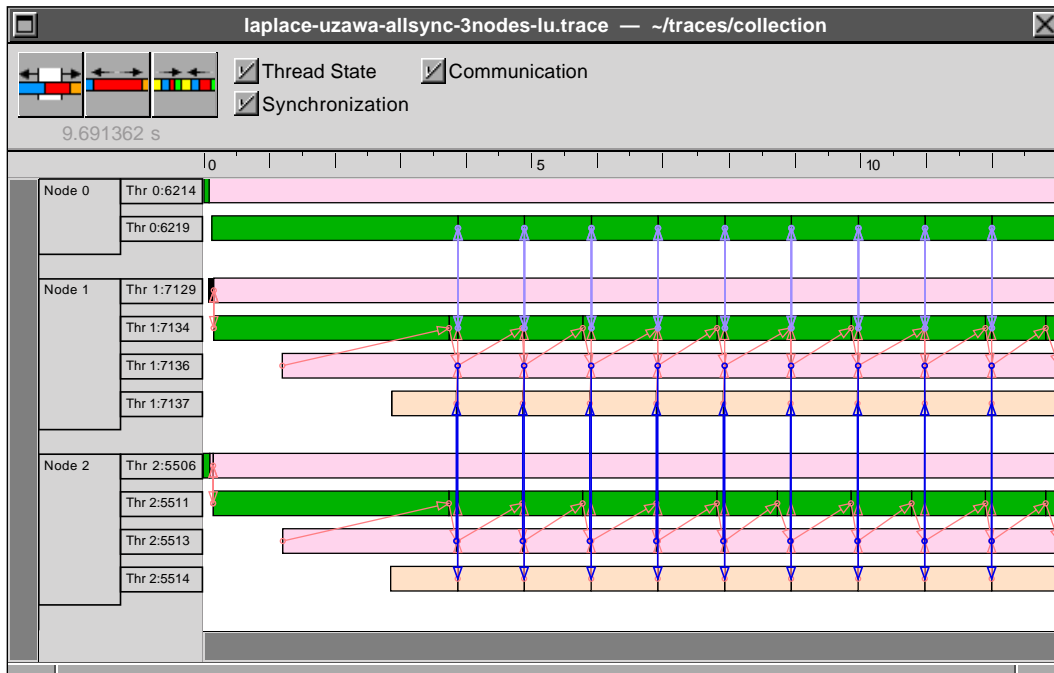 laplace-uzawa-allsync-3nodes-lu.trace — ~/traces/collection
Thread State Communication
Synchronization
9.691362 s
0 5 10
Node 0 Thr 0:6214
Thr 0:6219
Node 1 Thr 1:7129
Thr 1:7134
Thr 1:7136
Thr 1:7137
Node 2 Thr 2:5506
Thr 2:5511
Thr 2:5513
Thr 2:5514